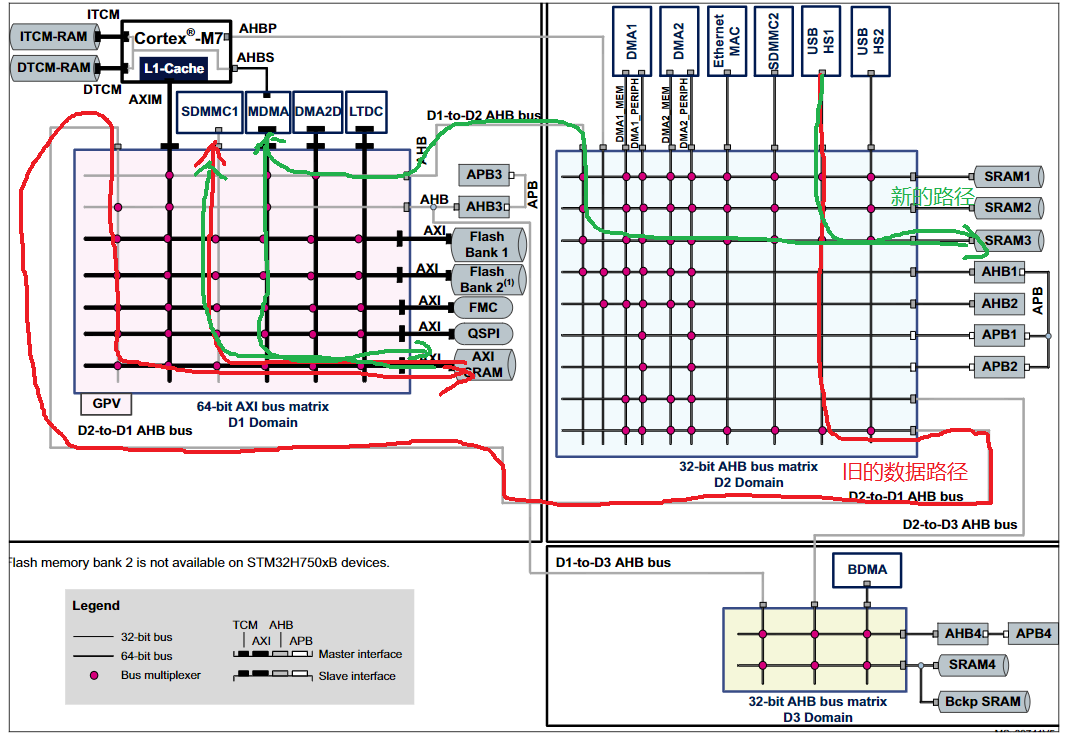 ITCM
ITCM-RAM
Cortex®-M7
AHBP
DTCM-RAM
L1-Cache
AHBS
DTCM
AXIM
SDMMC1
MDMA
DMA2D
LTDC
D1-to-D2 AHB bus
AHB
APB3
AHB
AHB3
APB
AXI
Flash
Bank 1
AXI
Flash
Bank 2(1)
AXI
FMC
AXI
QSPI
AXI
AXI
SRAM
GPV
64-bit AXI bus matrix
D1 Domain
D2-to-D1 AHB bus
DMA1
DMA2
Ethernet
MAC
SDMMC2
USB
HS1
USB
HS2
DMA1_MEM
DMA1_PERIPH
DMA2_MEM
DMA2_PERIPH
SRAM1
新的路径
SRAM2
SRAM3
AHB1
AHB2
APB
APB1
APB2
32-bit AHB bus matrix
D2 Domain
旧的数据路径
D2-to-D1 AHB bus
D2-to-D3 AHB bus
Flash memory bank 2 is not available on STM32H750xB devices.
D1-to-D3 AHB bus
BDMA
AHB4
APB4
SRAM4
Bckp SRAM
32-bit AHB bus matrix
D3 Domain
Legend
TCM
AHB
AXI
APB
32-bit bus
64-bit bus
Bus multiplexer
Master interface
Slave interface